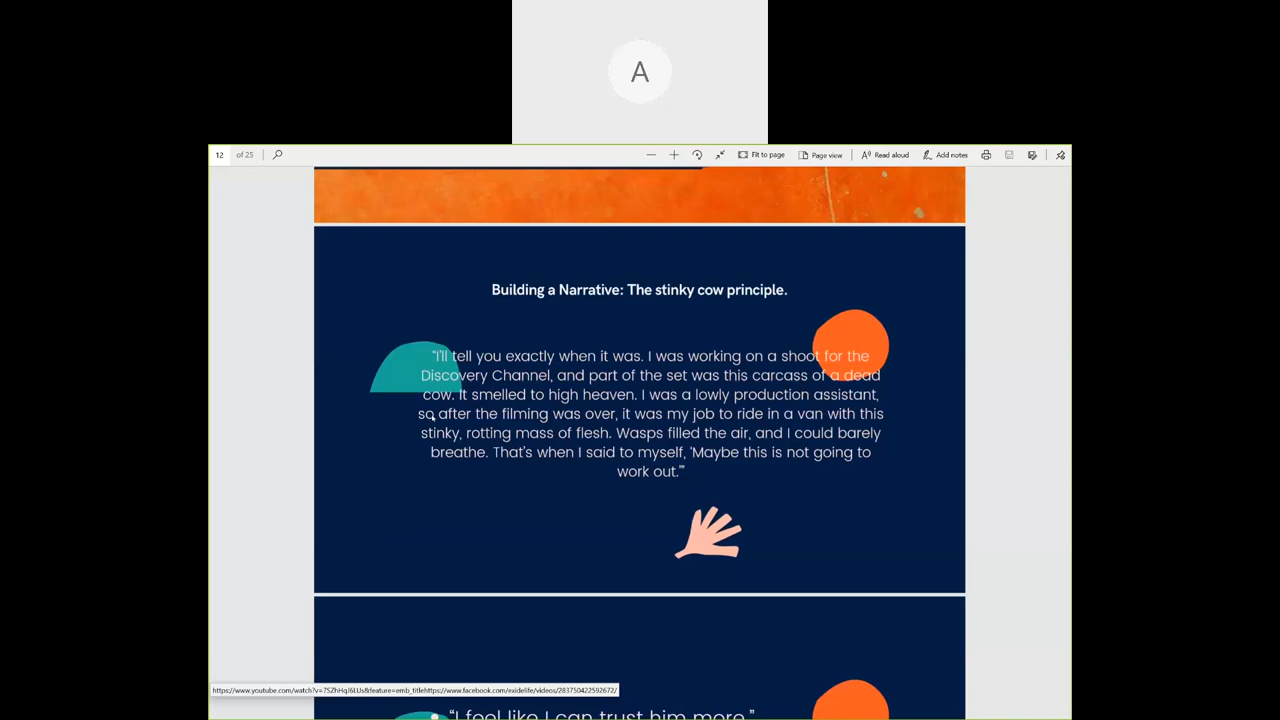 A
12 of 25 Fit to page Page view Read aloud Add notes
Building a Narrative: The stinky cow principle.
“I'll tell you exactly when it was. I was working on a shoot for the
Discovery Channel, and part of the set was this carcass of a dead
cow. It smelled to high heaven. I was a lowly production assistant,
so after the filming was over, it was my job to ride in a van with this
stinky, rotting mass of flesh. Wasps filled the air, and I could barely
breathe. That's when I said to myself, ‘Maybe this is not going to
work out.’”
“I feel like I can trust him more.”